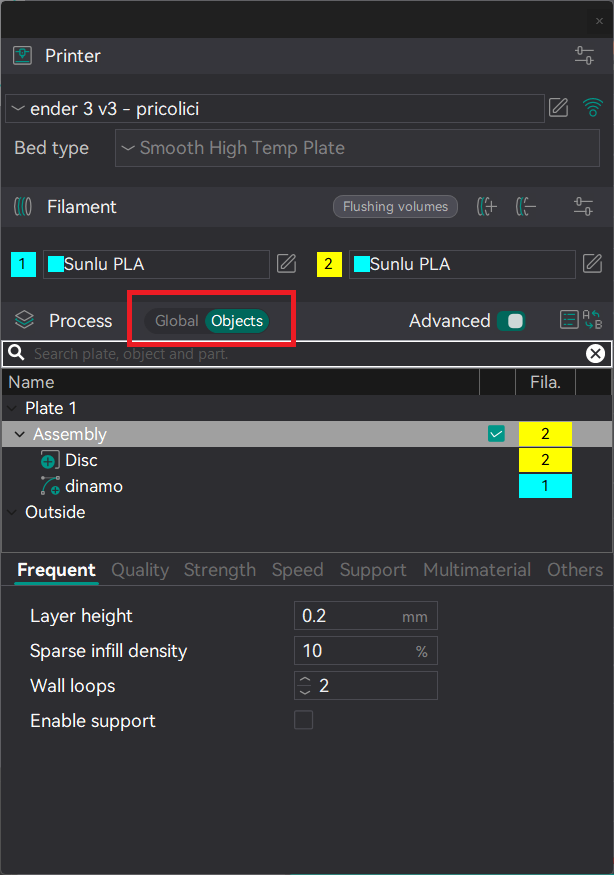 Printer
ender 3 v3 - pricolici
Bed type Smooth High Temp Plate
Filament Flushing volumes
1 Sunlu PLA 2 Sunlu PLA
Process Global Objects Advanced
Search plate, object and part.
Name Fila.
Plate 1
Assembly 2
Disc 2
dinamo 1
Outside
Frequent Quality Strength Speed Support Multimaterial Others
Layer height 0.2 mm
Sparse infill density 10 %
Wall loops 2
Enable support